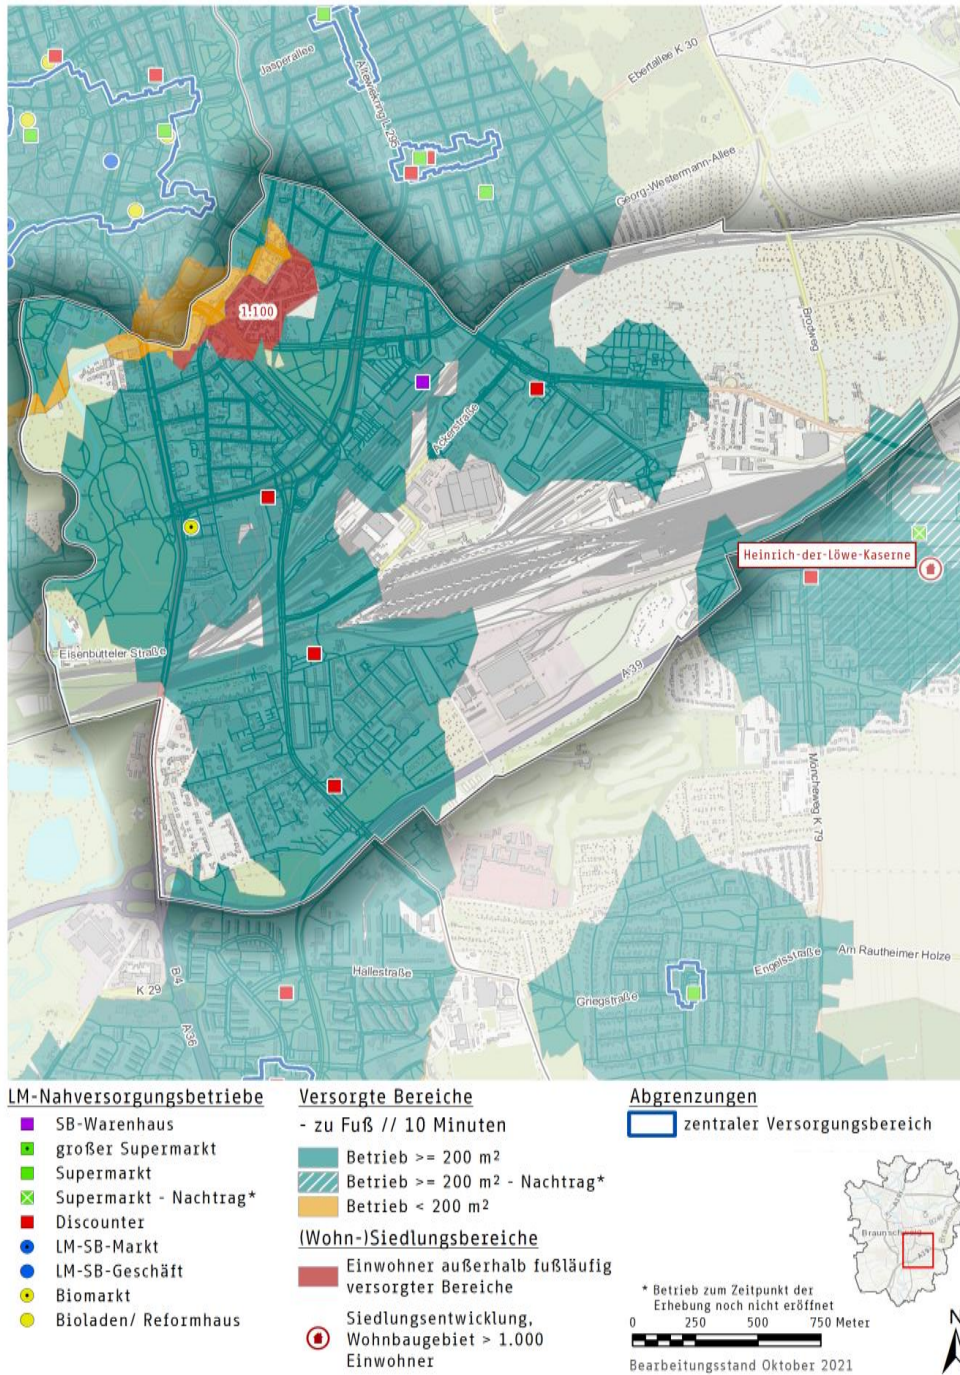 Jasperallee
Altewiekring L 295
Ebertallee K 30
Georg-Westermann-Allee
Brodweg
1.100
Ackerstraße
Heinrich-der-Löwe-Kaserne
Eisenbütteler Straße
A 39
Möncheweg K 79
Hallestraße
K 29
B 4
A 36
Griegstraße
Engelsstraße
Am Rautheimer Holze
LM-Nahversorgungsbetriebe
SB-Warenhaus
großer Supermarkt
Supermarkt
Supermarkt - Nachtrag*
Discounter
LM-SB-Markt
LM-SB-Geschäft
Biomarkt
Bioladen/ Reformhaus
Versorgte Bereiche
- zu Fuß // 10 Minuten
Betrieb >= 200 m²
Betrieb >= 200 m² - Nachtrag*
Betrieb < 200 m²
(Wohn-)Siedlungsbereiche
Einwohner außerhalb fußläufig
versorgter Bereiche
Siedlungsentwicklung,
Wohnbaugebiet > 1.000
Einwohner
Abgrenzungen
zentraler Versorgungsbereich
Braunschweig
* Betrieb zum Zeitpunkt der
Erhebung noch nicht eröffnet
0 250 500 750 Meter
Bearbeitungsstand Oktober 2021
N